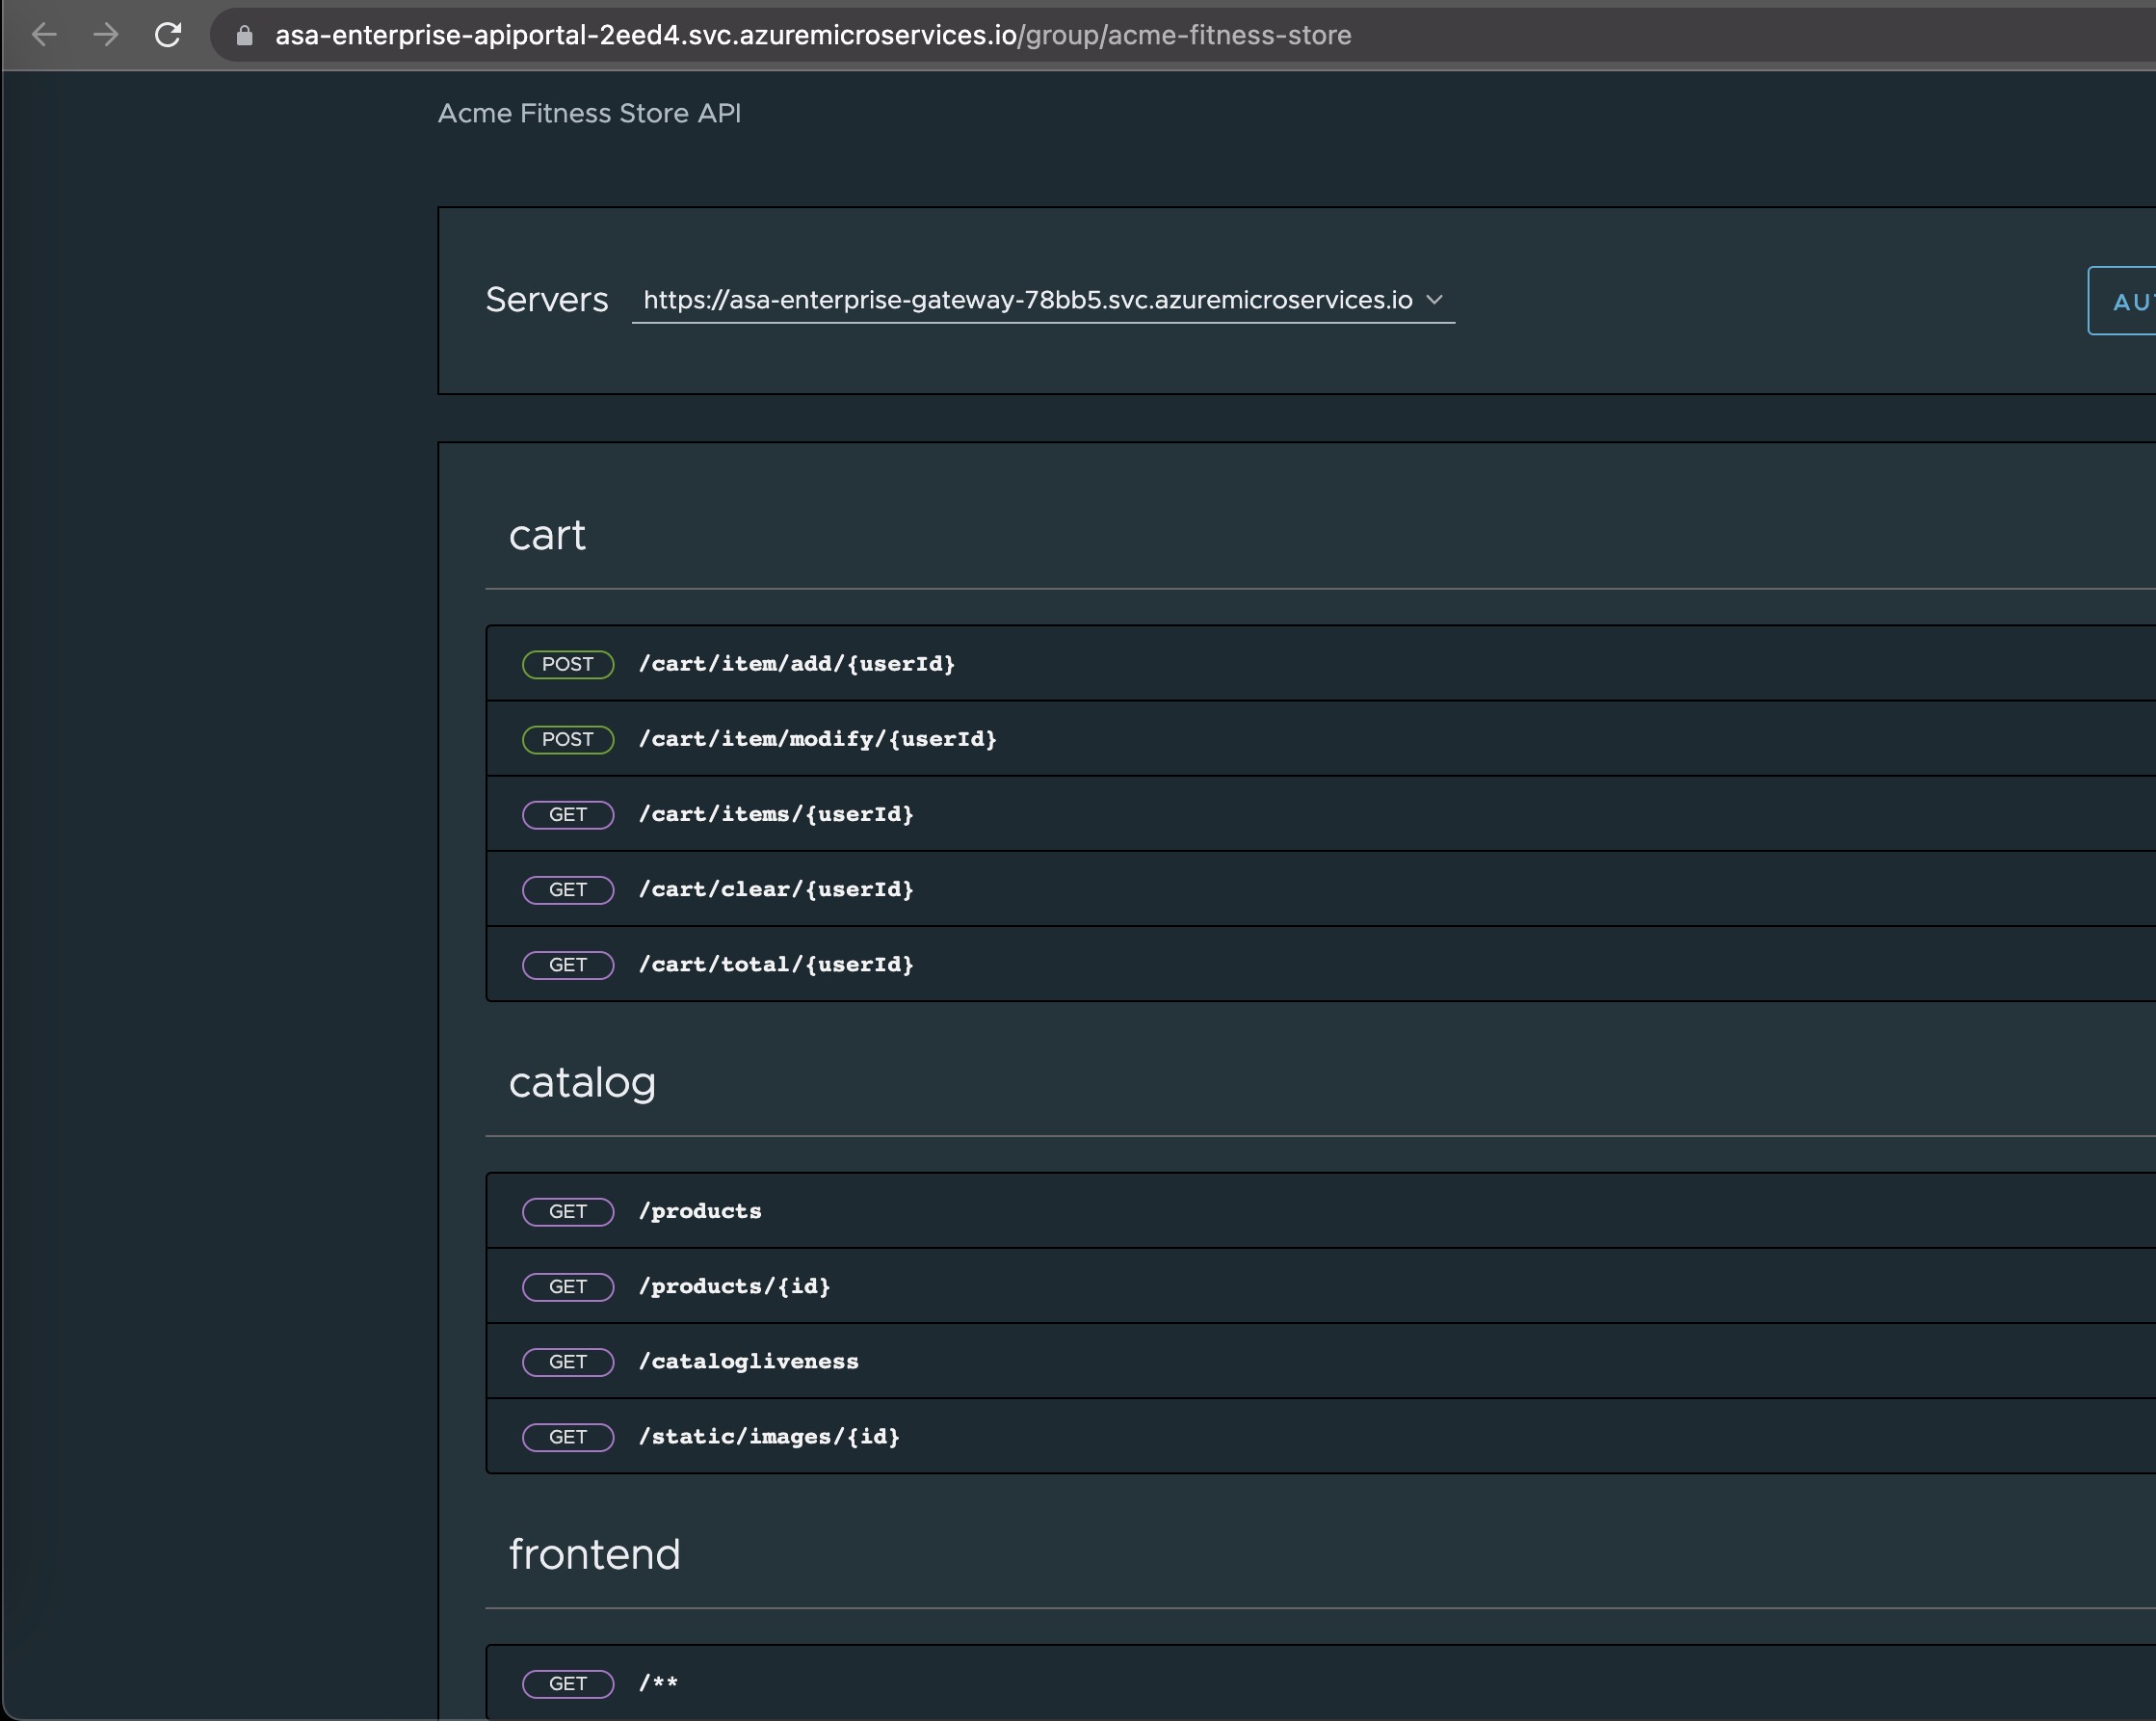 asa-enterprise-apiportal-2eed4.svc.azuremicroservices.io/group/acme-fitness-store
Acme Fitness Store API
Servers https://asa-enterprise-gateway-78bb5.svc.azuremicroservices.io
cart
POST /cart/item/add/{userId}
POST /cart/item/modify/{userId}
GET /cart/items/{userId}
GET /cart/clear/{userId}
GET /cart/total/{userId}
catalog
GET /products
GET /products/{id}
GET /catalogliveness
GET /static/images/{id}
frontend
GET /**